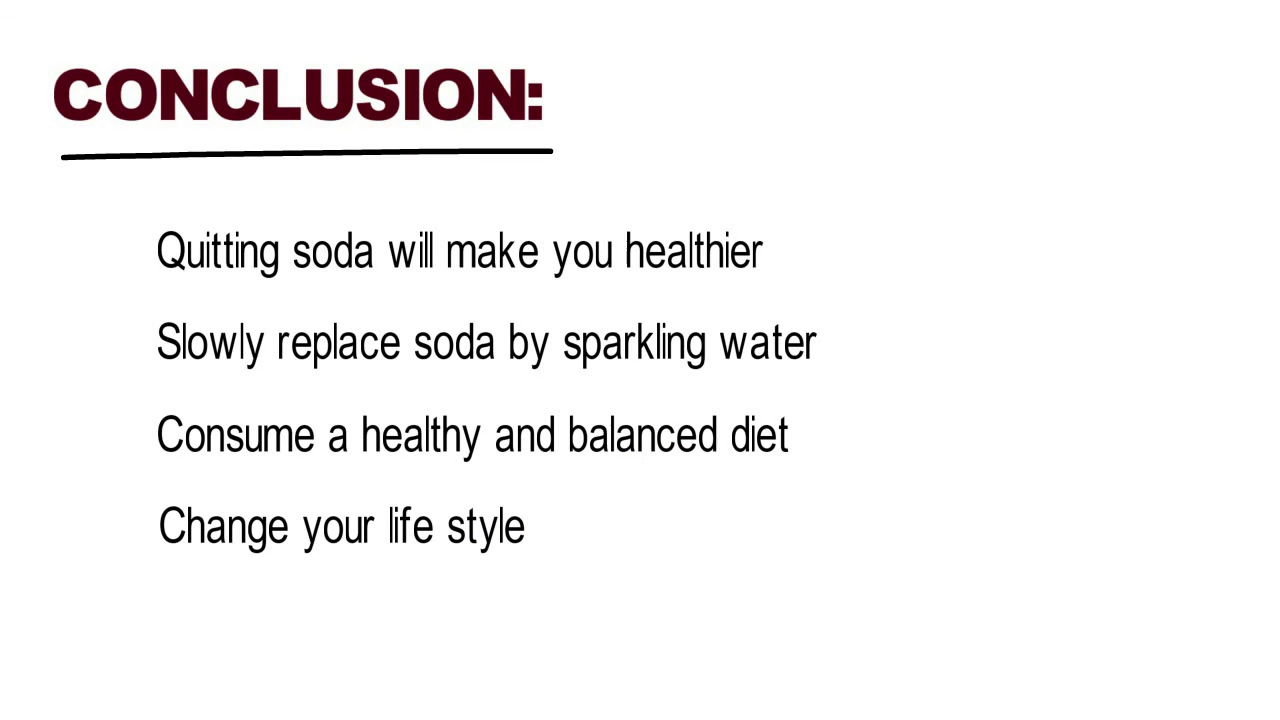 CONCLUSION:
Quitting soda will make you healthier
Slowly replace soda by sparkling water
Consume a healthy and balanced diet
Change your life style